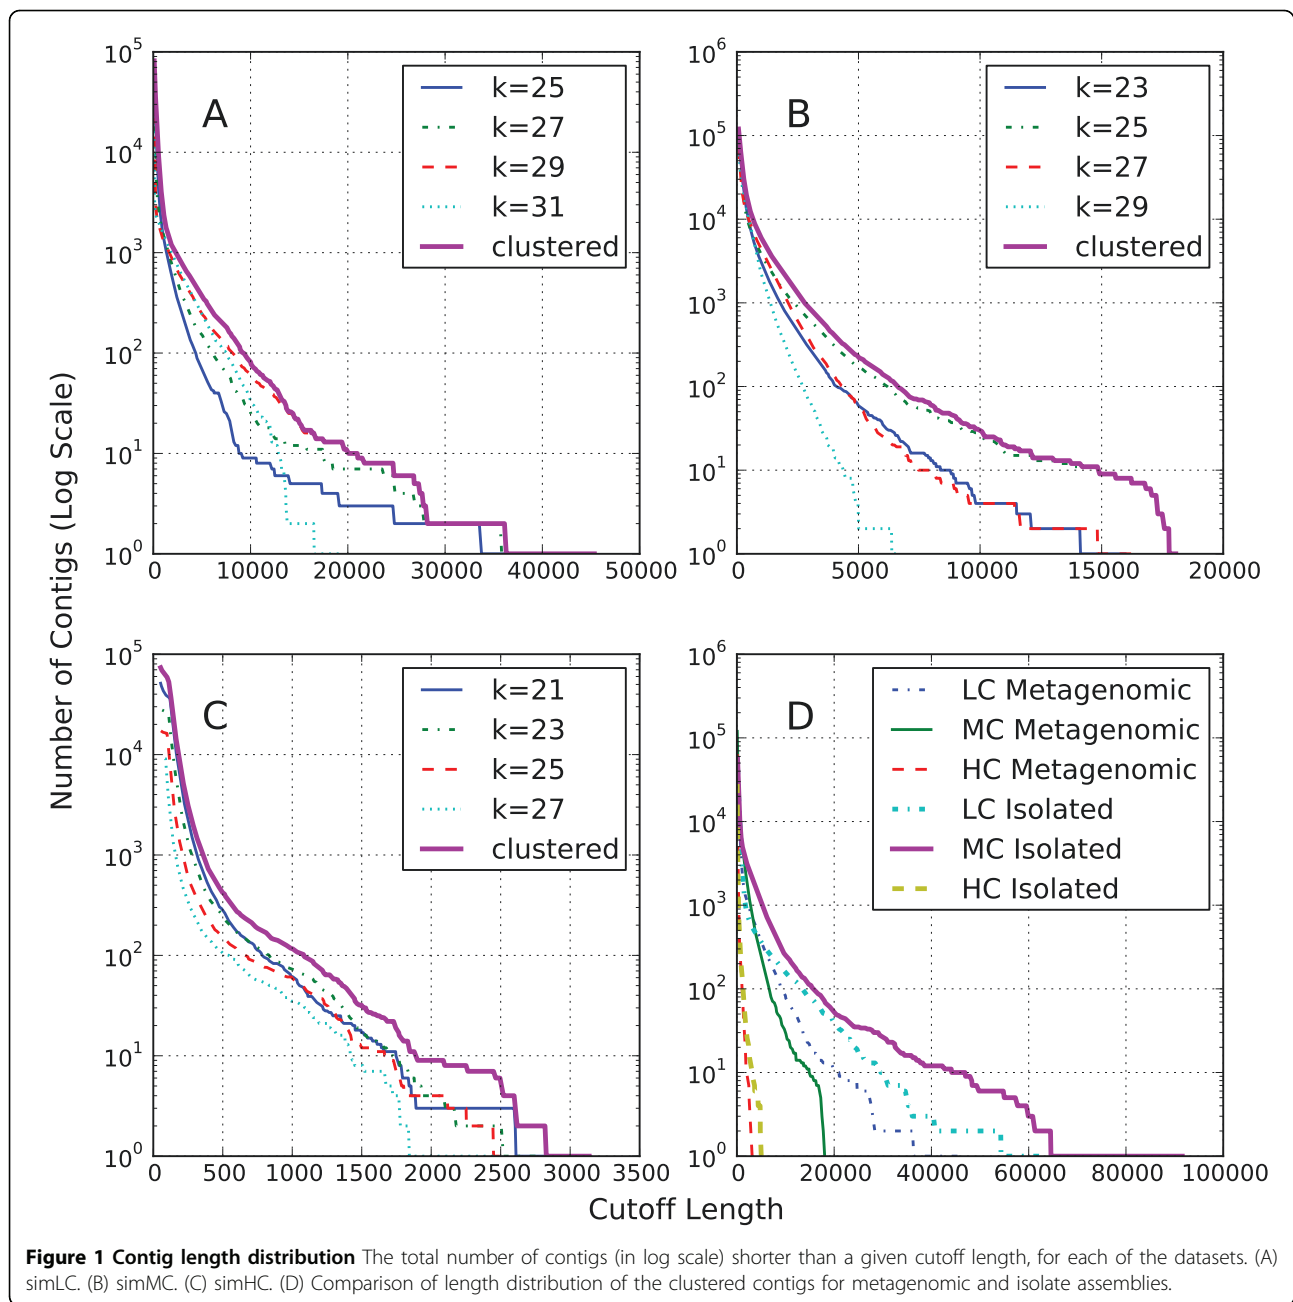 Number of Contigs (Log Scale)
A
10^5
10^4
10^3
10^2
10^1
10^0
0 10000 20000 30000 40000 50000
k=25
k=27
k=29
k=31
clustered
B
10^6
10^5
10^4
10^3
10^2
10^1
10^0
0 5000 10000 15000 20000
k=23
k=25
k=27
k=29
clustered
C
10^5
10^4
10^3
10^2
10^1
10^0
0 500 1000 1500 2000 2500 3000 3500
k=21
k=23
k=25
k=27
clustered
D
10^6
10^5
10^4
10^3
10^2
10^1
10^0
0 20000 40000 60000 80000 100000
LC Metagenomic
MC Metagenomic
HC Metagenomic
LC Isolated
MC Isolated
HC Isolated
Cutoff Length
Figure 1 Contig length distribution The total number of contigs (in log scale) shorter than a given cutoff length, for each of the datasets. (A)
simLC. (B) simMC. (C) simHC. (D) Comparison of length distribution of the clustered contigs for metagenomic and isolate assemblies.